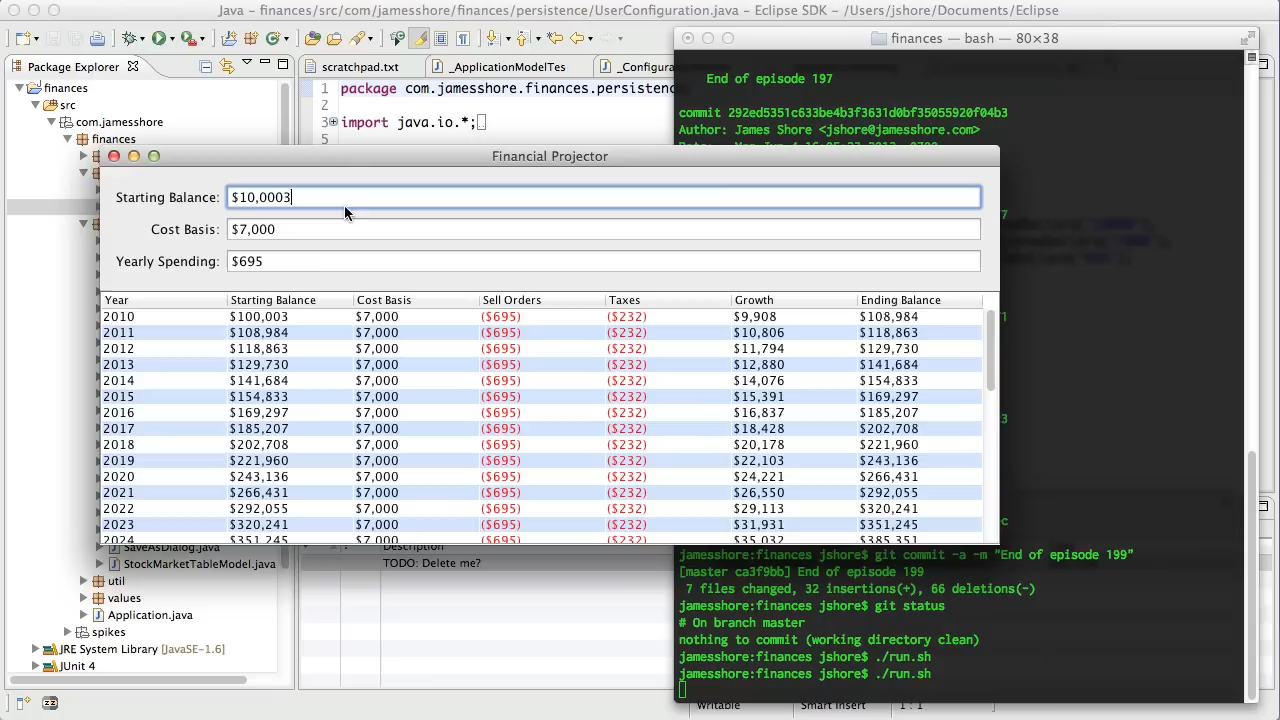 Java - finances/src/com/jamesshore/finances/persistence/UserConfiguration.java - Eclipse SDK - /Users/jshore/Documents/Eclipse
Package Explorer
scratchpad.txt
_ApplicationModelT
_Configura
finances — bash — 80×38
finances
src
com.jamesshore
finances
1 package com.jamesshore.finances.persistence
2
3 import java.io.*;
5
End of episode 197
commit 292ed5351c633be4b3f3631d0bf35055920f04b3
Author: James Shore <jshore@jamesshore.com>
Financial Projector
Starting Balance: $10,0003
Cost Basis: $7,000
Yearly Spending: $695
Year Starting Balance Cost Basis Sell Orders Taxes Growth Ending Balance
2010 $100,003 $7,000 ($695) ($232) $9,908 $108,984
2011 $108,984 $7,000 ($695) ($232) $10,806 $118,863
2012 $118,863 $7,000 ($695) ($232) $11,794 $129,730
2013 $129,730 $7,000 ($695) ($232) $12,880 $141,684
2014 $141,684 $7,000 ($695) ($232) $14,076 $154,833
2015 $154,833 $7,000 ($695) ($232) $15,391 $169,297
2016 $169,297 $7,000 ($695) ($232) $16,837 $185,207
2017 $185,207 $7,000 ($695) ($232) $18,428 $202,708
2018 $202,708 $7,000 ($695) ($232) $20,178 $221,960
2019 $221,960 $7,000 ($695) ($232) $22,103 $243,136
2020 $243,136 $7,000 ($695) ($232) $24,221 $266,431
2021 $266,431 $7,000 ($695) ($232) $26,550 $292,055
2022 $292,055 $7,000 ($695) ($232) $29,113 $320,241
2023 $320,241 $7,000 ($695) ($232) $31,931 $351,245
2024 $351,245 $7,000 ($695) ($232) $35,032 $385,351
SaveAsDialog.java
StockMarketTableModel.java
util
values
Application.java
spikes
JRE System Library [JavaSE-1.6]
JUnit 4
Description
TODO: Delete me?
jamesshore:finances jshore$ git commit -a -m "End of episode 199"
[master ca3f9bb] End of episode 199
7 files changed, 32 insertions(+), 66 deletions(-)
jamesshore:finances jshore$ git status
# On branch master
nothing to commit (working directory clean)
jamesshore:finances jshore$ ./run.sh
jamesshore:finances jshore$ ./run.sh
Writable
Smart Insert
1 : 1